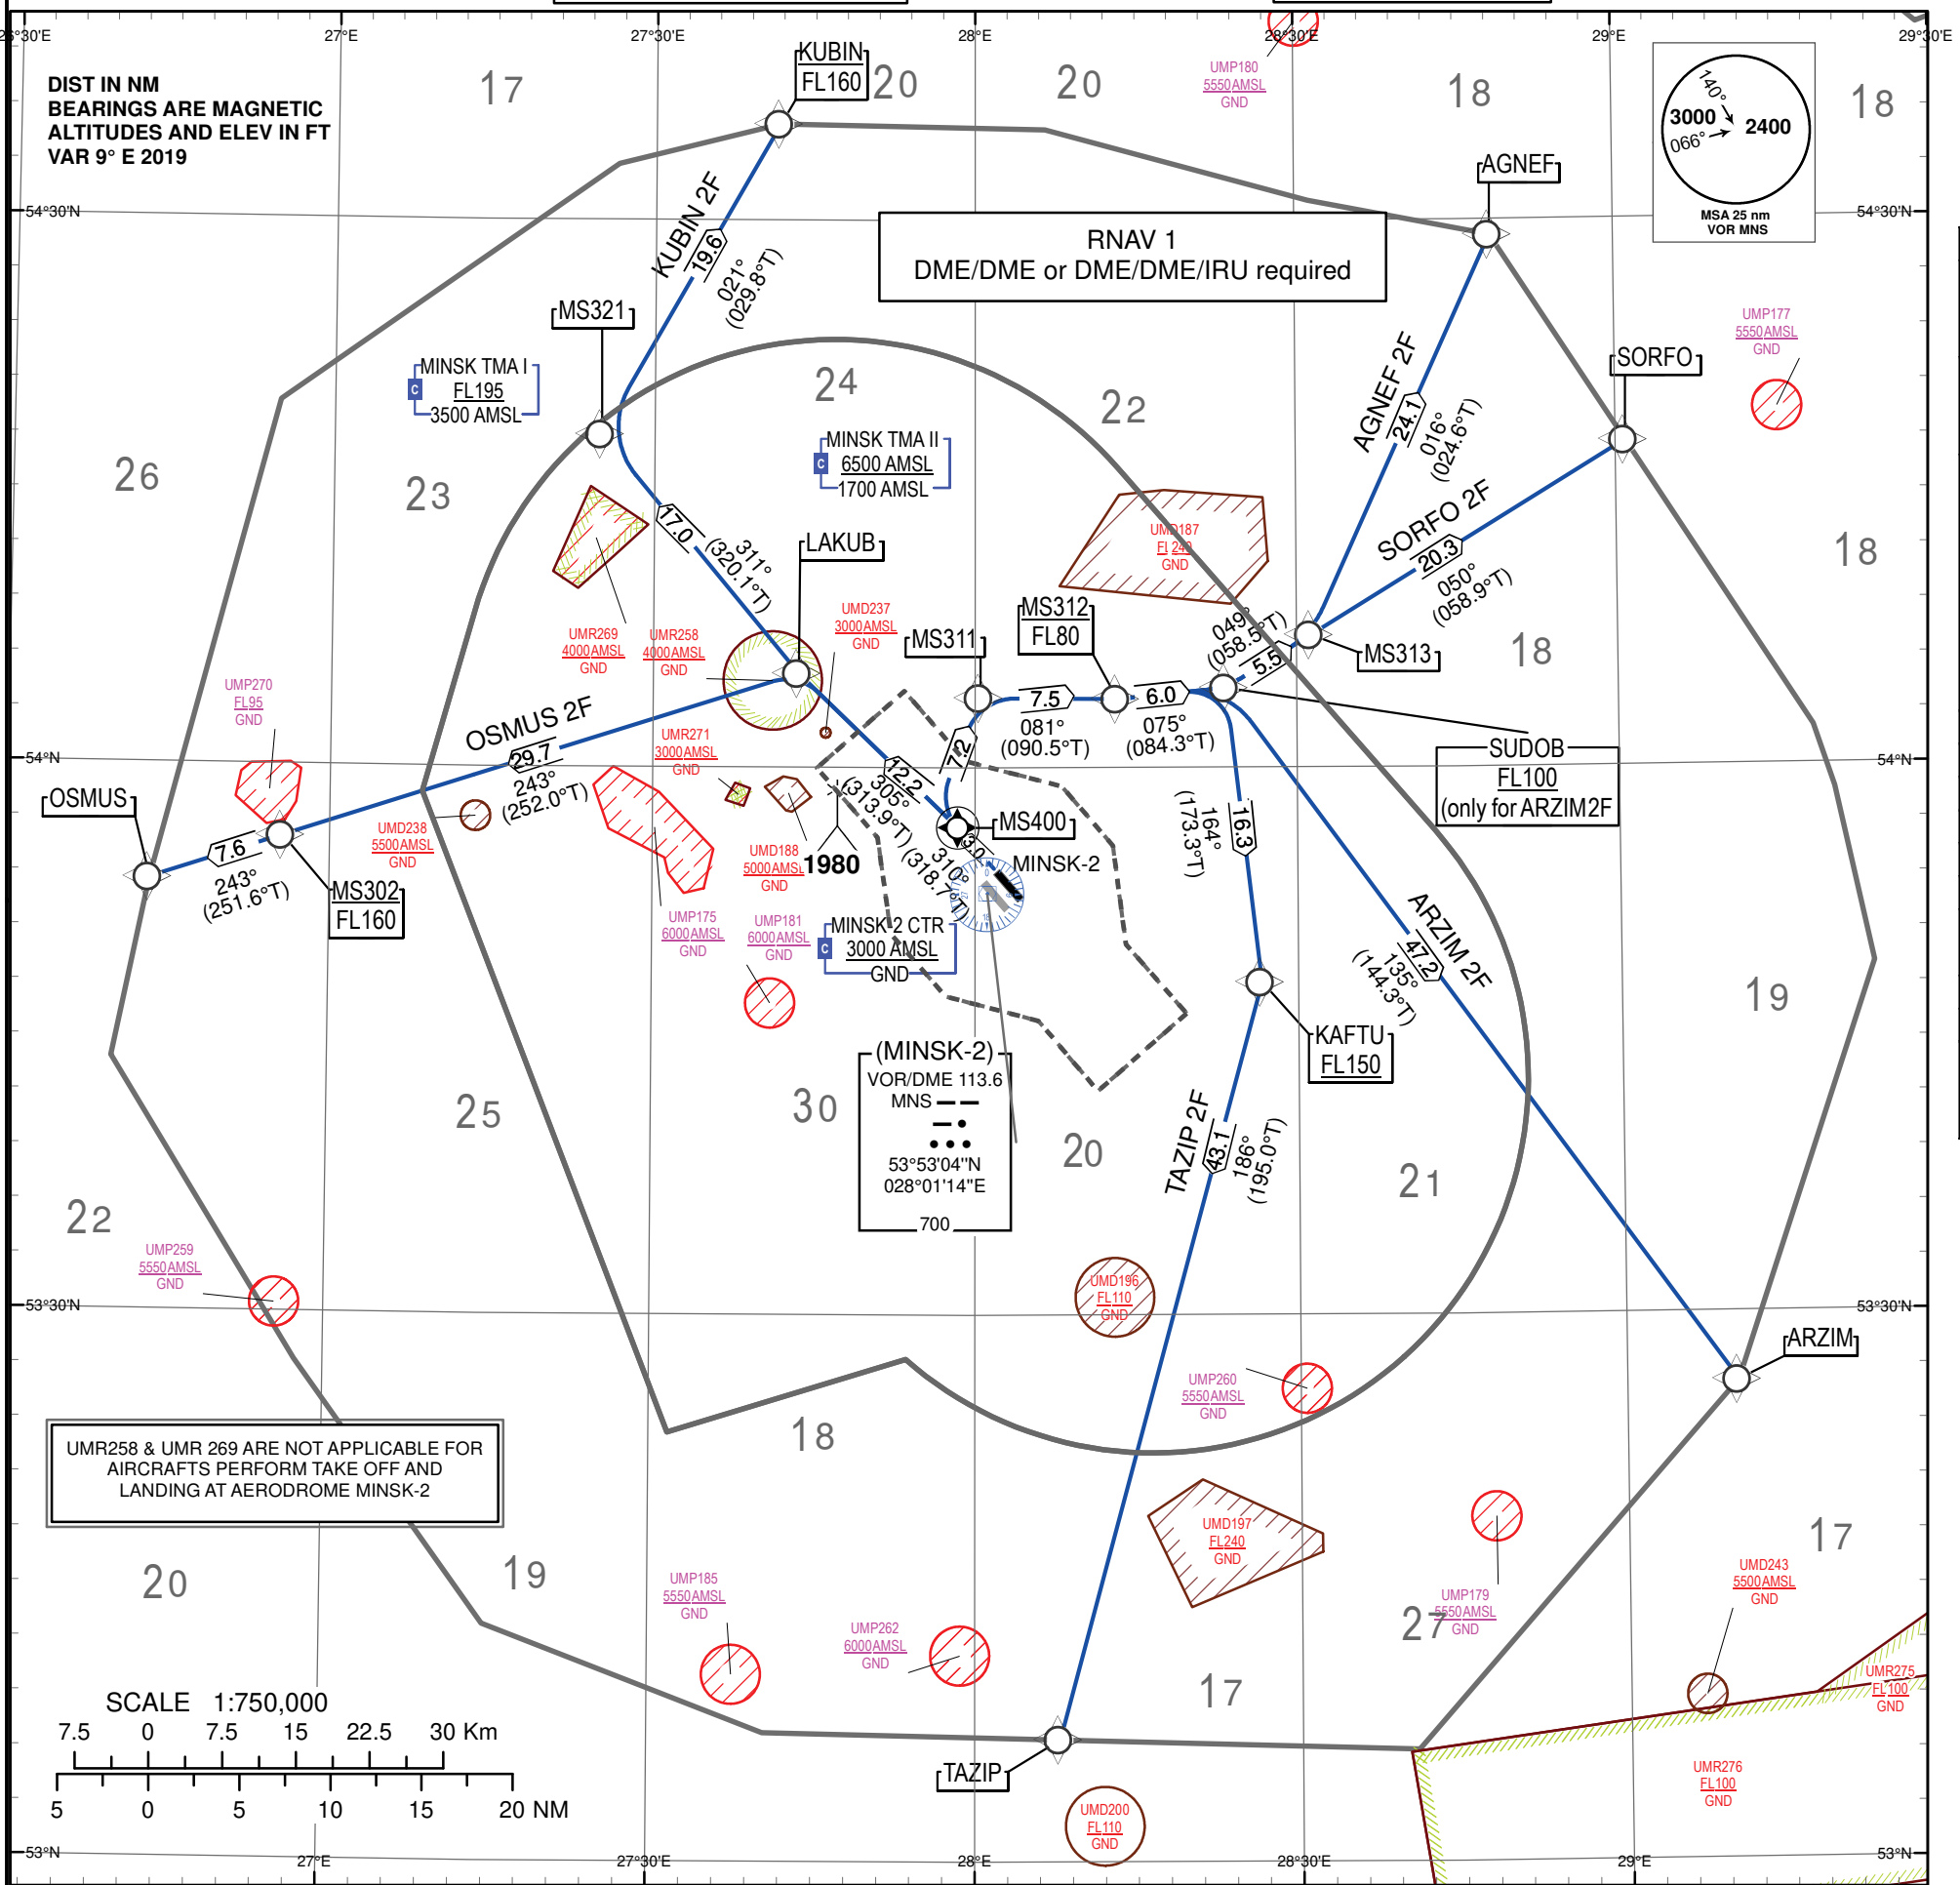 26°30'E
27°E
27°30'E
28°E
28°30'E
29°E
29°30'E
DIST IN NM
BEARINGS ARE MAGNETIC
ALTITUDES AND ELEV IN FT
VAR 9° E 2019
17
KUBIN
FL160
20
20
UMP180
5550AMSL
GND
18
140°
3000
066°
2400
MSA 25 nm
VOR MNS
18
AGNEF
54°30'N
54°30'N
RNAV 1
DME/DME or DME/DME/IRU required
KUBIN 2F
19.6
021°
(029.8°T)
MS321
MINSK TMA I
C
FL195
3500 AMSL
24
22
AGNEF 2F
24.1
016°
(024.6°T)
SORFO
UMP177
5550AMSL
GND
MINSK TMA II
C
6500 AMSL
1700 AMSL
26
23
17.0
311°
(320.1°T)
LAKUB
UMD187
FL240
GND
SORFO 2F
20.3
050°
(058.9°T)
18
UMR269
4000AMSL
GND
UMR258
4000AMSL
GND
UMD237
3000AMSL
GND
MS311
MS312
FL80
049°
(058.5°T)
5.5
MS313
18
UMP270
FL95
GND
OSMUS 2F
29.7
243°
(252.0°T)
UMR271
3000AMSL
GND
7.5
081°
(090.5°T)
6.0
075°
(084.3°T)
SUDOB
FL100
(only for ARZIM2F
54°N
54°N
OSMUS
7.6
243°
(251.6°T)
MS302
FL160
UMD238
5500AMSL
GND
UMD188
5000AMSL
GND
1980
12.2
305°
(313.9°T)
7.2
MS400
3.0
310°
(318.7°T)
MINSK-2
16.3
164°
(173.3°T)
ARZIM 2F
47.2
135°
(144.3°T)
UMP175
6000AMSL
GND
UMP181
6000AMSL
GND
MINSK-2 CTR
C
3000 AMSL
GND
19
KAFTU
FL150
(MINSK-2)
VOR/DME 113.6
MNS
53°53'04"N
028°01'14"E
700
25
30
20
TAZIP 2F
43.1
186°
(195.0°T)
21
22
UMP259
5550AMSL
GND
UMD196
FL110
GND
53°30'N
53°30'N
ARZIM
UMP260
5550AMSL
GND
18
UMR258 & UMR 269 ARE NOT APPLICABLE FOR
AIRCRAFTS PERFORM TAKE OFF AND
LANDING AT AERODROME MINSK-2
UMD197
FL240
GND
17
20
19
UMP185
5550AMSL
GND
UMP262
6000AMSL
GND
UMP179
5550AMSL
GND
27
UMD243
5500AMSL
GND
17
UMR275
FL100
GND
SCALE 1:750,000
7.5 0 7.5 15 22.5 30 Km
5 0 5 10 15 20 NM
TAZIP
UMR276
FL100
GND
UMD200
FL110
GND
53°N
53°N
27°E
27°30'E
28°E
28°30'E
29°E